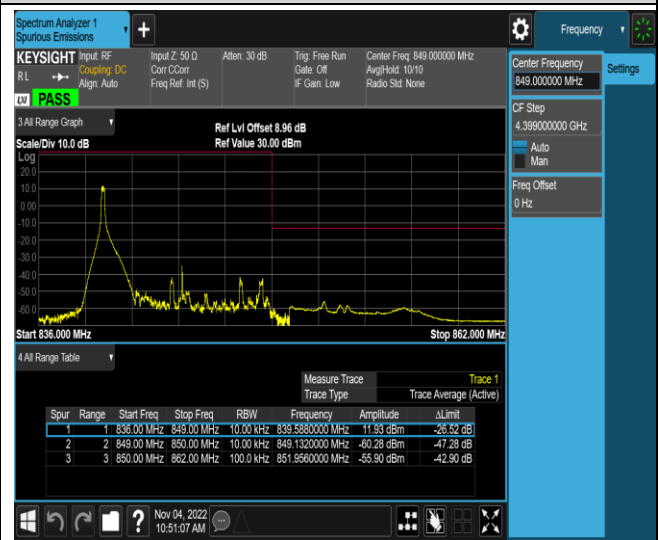 Spectrum Analyzer 1
Spurious Emissions
+
Frequency
KEYSIGHT Input: RF Input Z: 50 Ω Atten: 30 dB Trig: Free Run Center Freq: 849.000000 MHz
R L Coupling: DC Corr CCorr Gate: Off Avg|Hold: 10/10
Align: Auto Freq Ref: Int (S) IF Gain: Low Radio Std: None
LXI PASS
Center Frequency
849.000000 MHz
Settings
CF Step
4.399000000 GHz
Auto
Man
Freq Offset
0 Hz
3 All Range Graph
Ref Lvl Offset 8.96 dB
Scale/Div 10.0 dB Ref Value 30.00 dBm
Log
20.0
10.0
0.00
-10.0
-20.0
-30.0
-40.0
-50.0
-60.0
Start 836.000 MHz Stop 862.000 MHz
4 All Range Table
Measure Trace Trace 1
Trace Type Trace Average (Active)
Spur Range Start Freq Stop Freq RBW Frequency Amplitude ΔLimit
1 1 836.00 MHz 849.00 MHz 10.00 kHz 839.5880000 MHz 11.93 dBm -26.52 dB
2 2 849.00 MHz 850.00 MHz 10.00 kHz 849.1320000 MHz -60.28 dBm -47.28 dB
3 3 850.00 MHz 862.00 MHz 100.0 kHz 851.9560000 MHz -55.90 dBm -42.90 dB
? Nov 04, 2022
10:51:07 AM